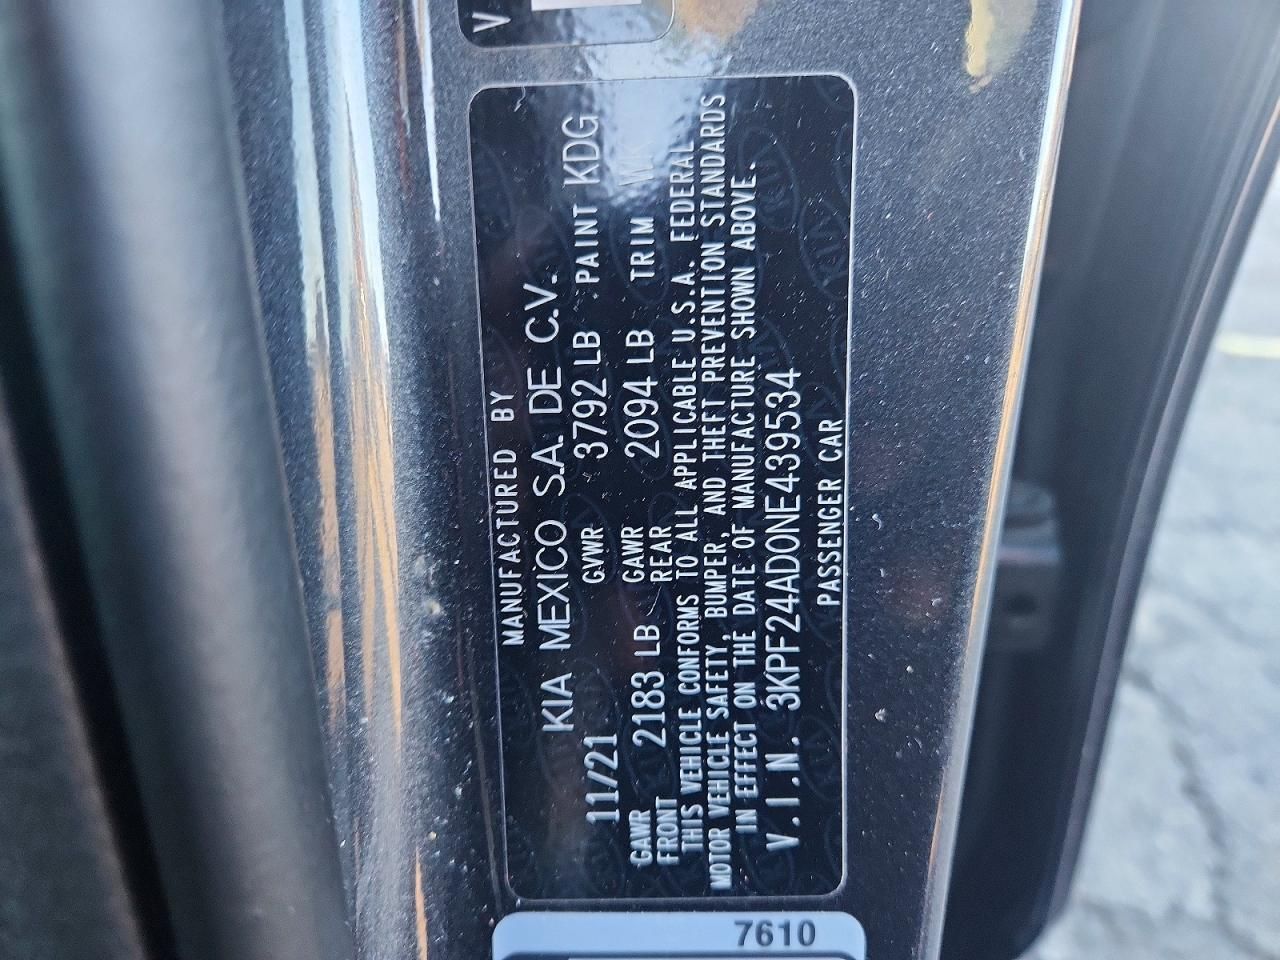 V
MANUFACTURED BY
KIA MEXICO S.A. DE C.V.
11/21 GVWR 3792 LB PAINT KDG
GAWR FRONT 2183 LB GAWR REAR 2094 LB TRIM WK
THIS VEHICLE CONFORMS TO ALL APPLICABLE U.S.A. FEDERAL
MOTOR VEHICLE SAFETY, BUMPER, AND THEFT PREVENTION STANDARDS
IN EFFECT ON THE DATE OF MANUFACTURE SHOWN ABOVE.
V.I.N. 3KPF24AD0NE439534
PASSENGER CAR
7610